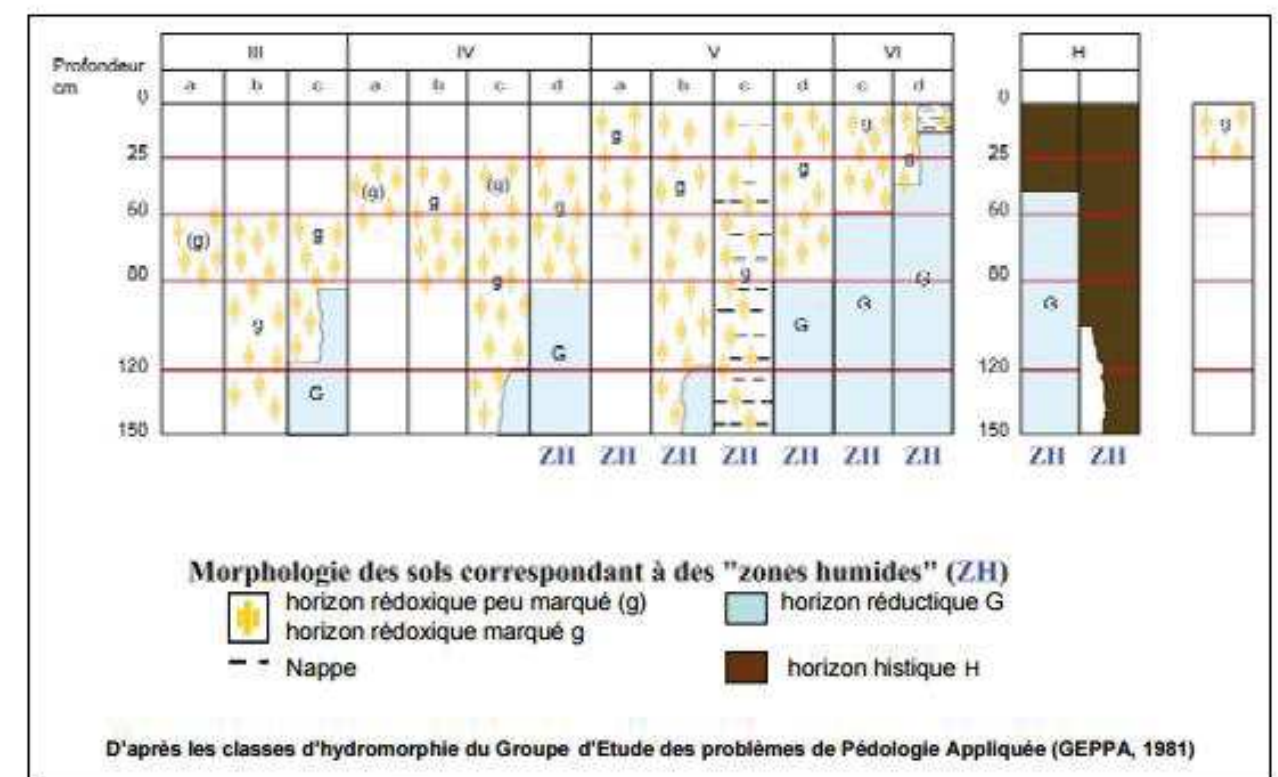 III IV V VI H
Profondeur
cm
a b c a b c d a b c d c d
0 0
g g g g
25 25
(g) g (g) g g g
50 50
(g) g g
80 80
g g G G G G
g G G
120 120
G
150 150
ZH ZH ZH ZH ZH ZH ZH ZH ZH
Morphologie des sols correspondant à des "zones humides" (ZH)
horizon rédoxique peu marqué (g)
horizon rédoxique marqué g
Nappe
horizon réductique G
horizon histique H
D'après les classes d'hydromorphie du Groupe d'Etude des problèmes de Pédologie Appliquée (GEPPA, 1981)